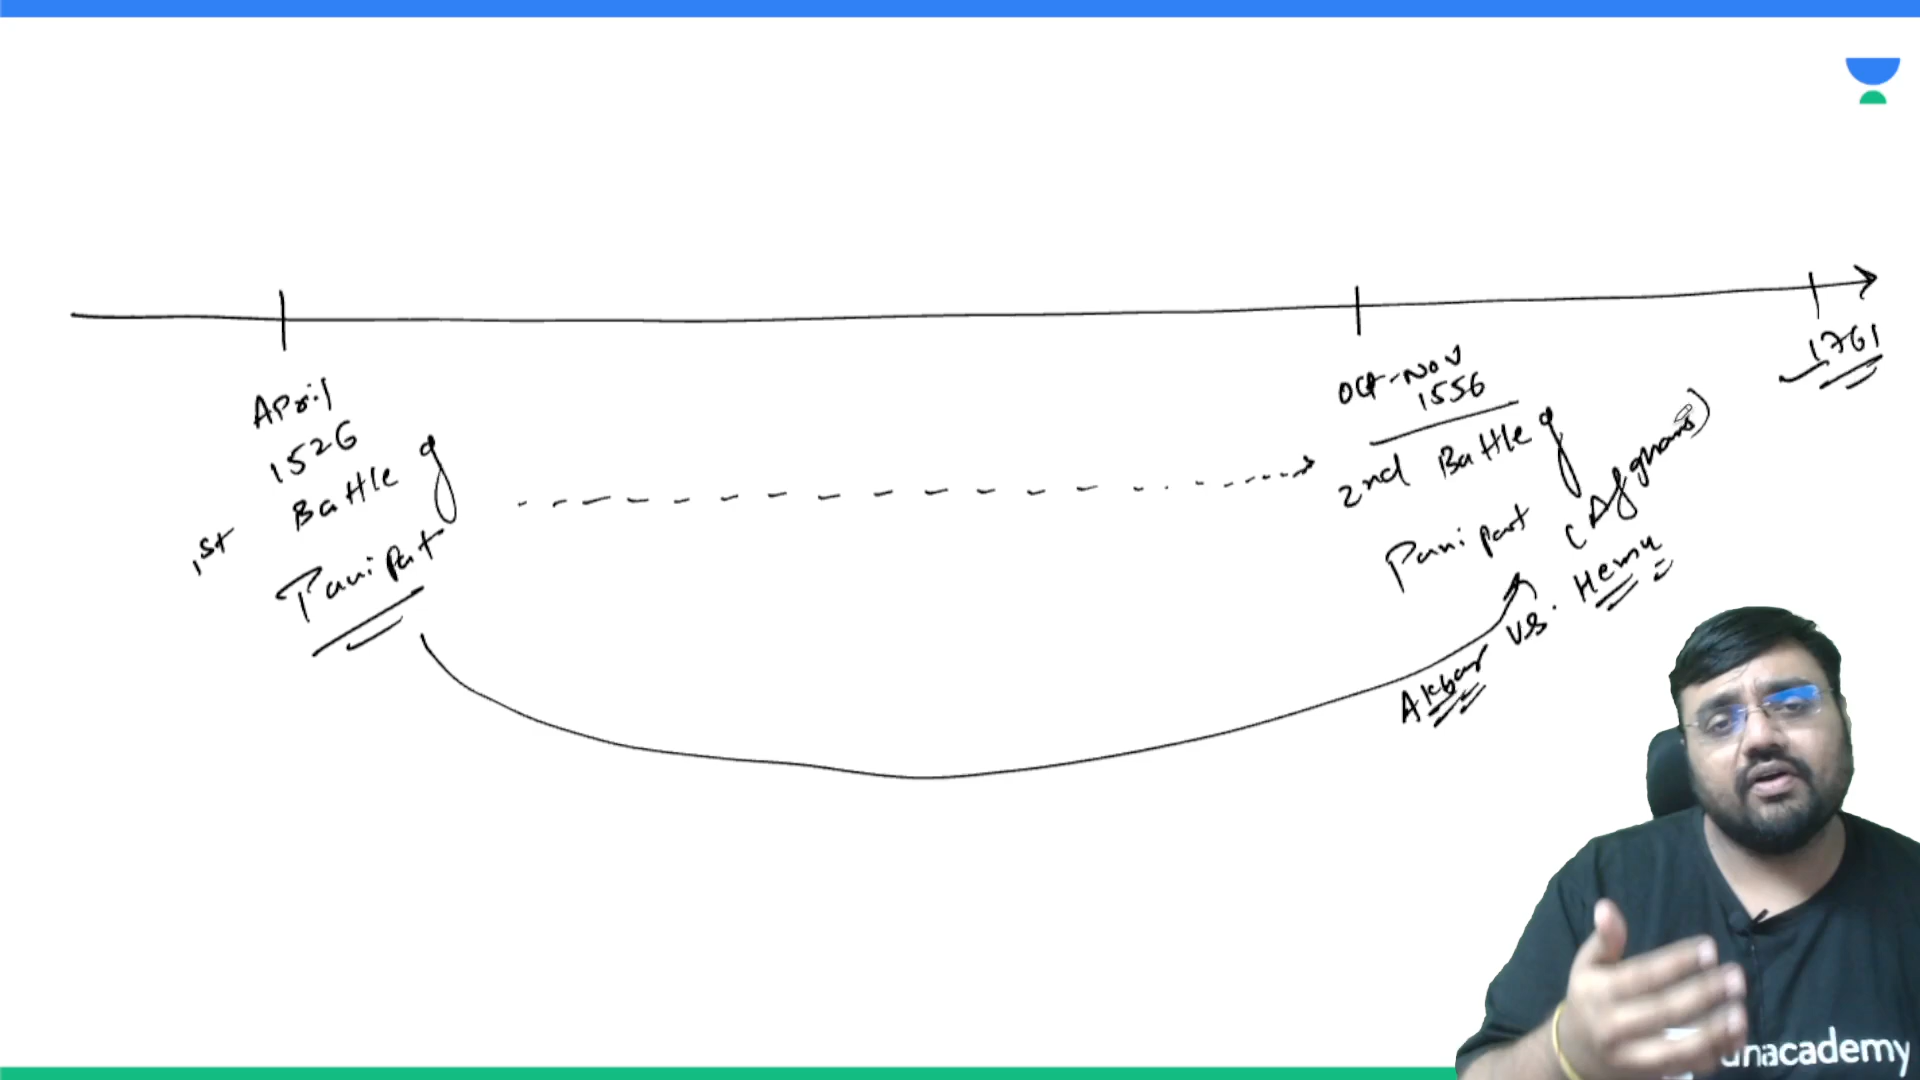 April
1526
1st Battle of
Panipat
Oct-Nov
1556
2nd Battle of
Panipat
Akbar vs. Hemu
(Afghans)
1761
unacademy